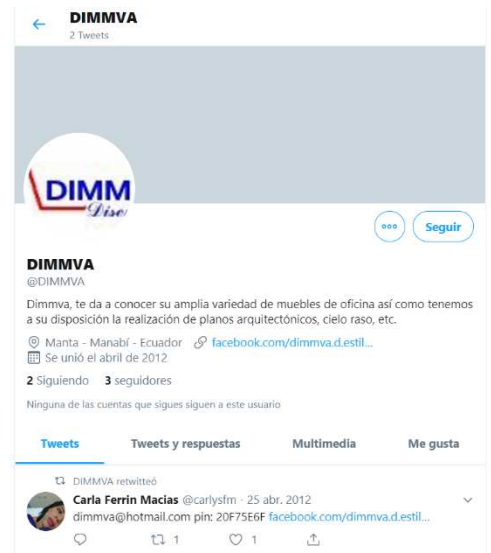 DIMMVA
2 Tweets
DIMM
Dise
Seguir
DIMMVA
@DIMMVA
Dimmva, te da a conocer su amplia variedad de muebles de oficina así como tenemos
a su disposición la realización de planos arquitectónicos, cielo raso, etc.
Manta - Manabí - Ecuador facebook.com/dimmva.d.estil...
Se unió el abril de 2012
2 Siguiendo 3 seguidores
Ninguna de las cuentas que sigues siguen a este usuario
Tweets Tweets y respuestas Multimedia Me gusta
DIMMVA retwitteó
Carla Ferrin Macias @carlysfm · 25 abr. 2012
dimmva@hotmail.com pin: 20F75E6F facebook.com/dimmva.d.estil...
1 1